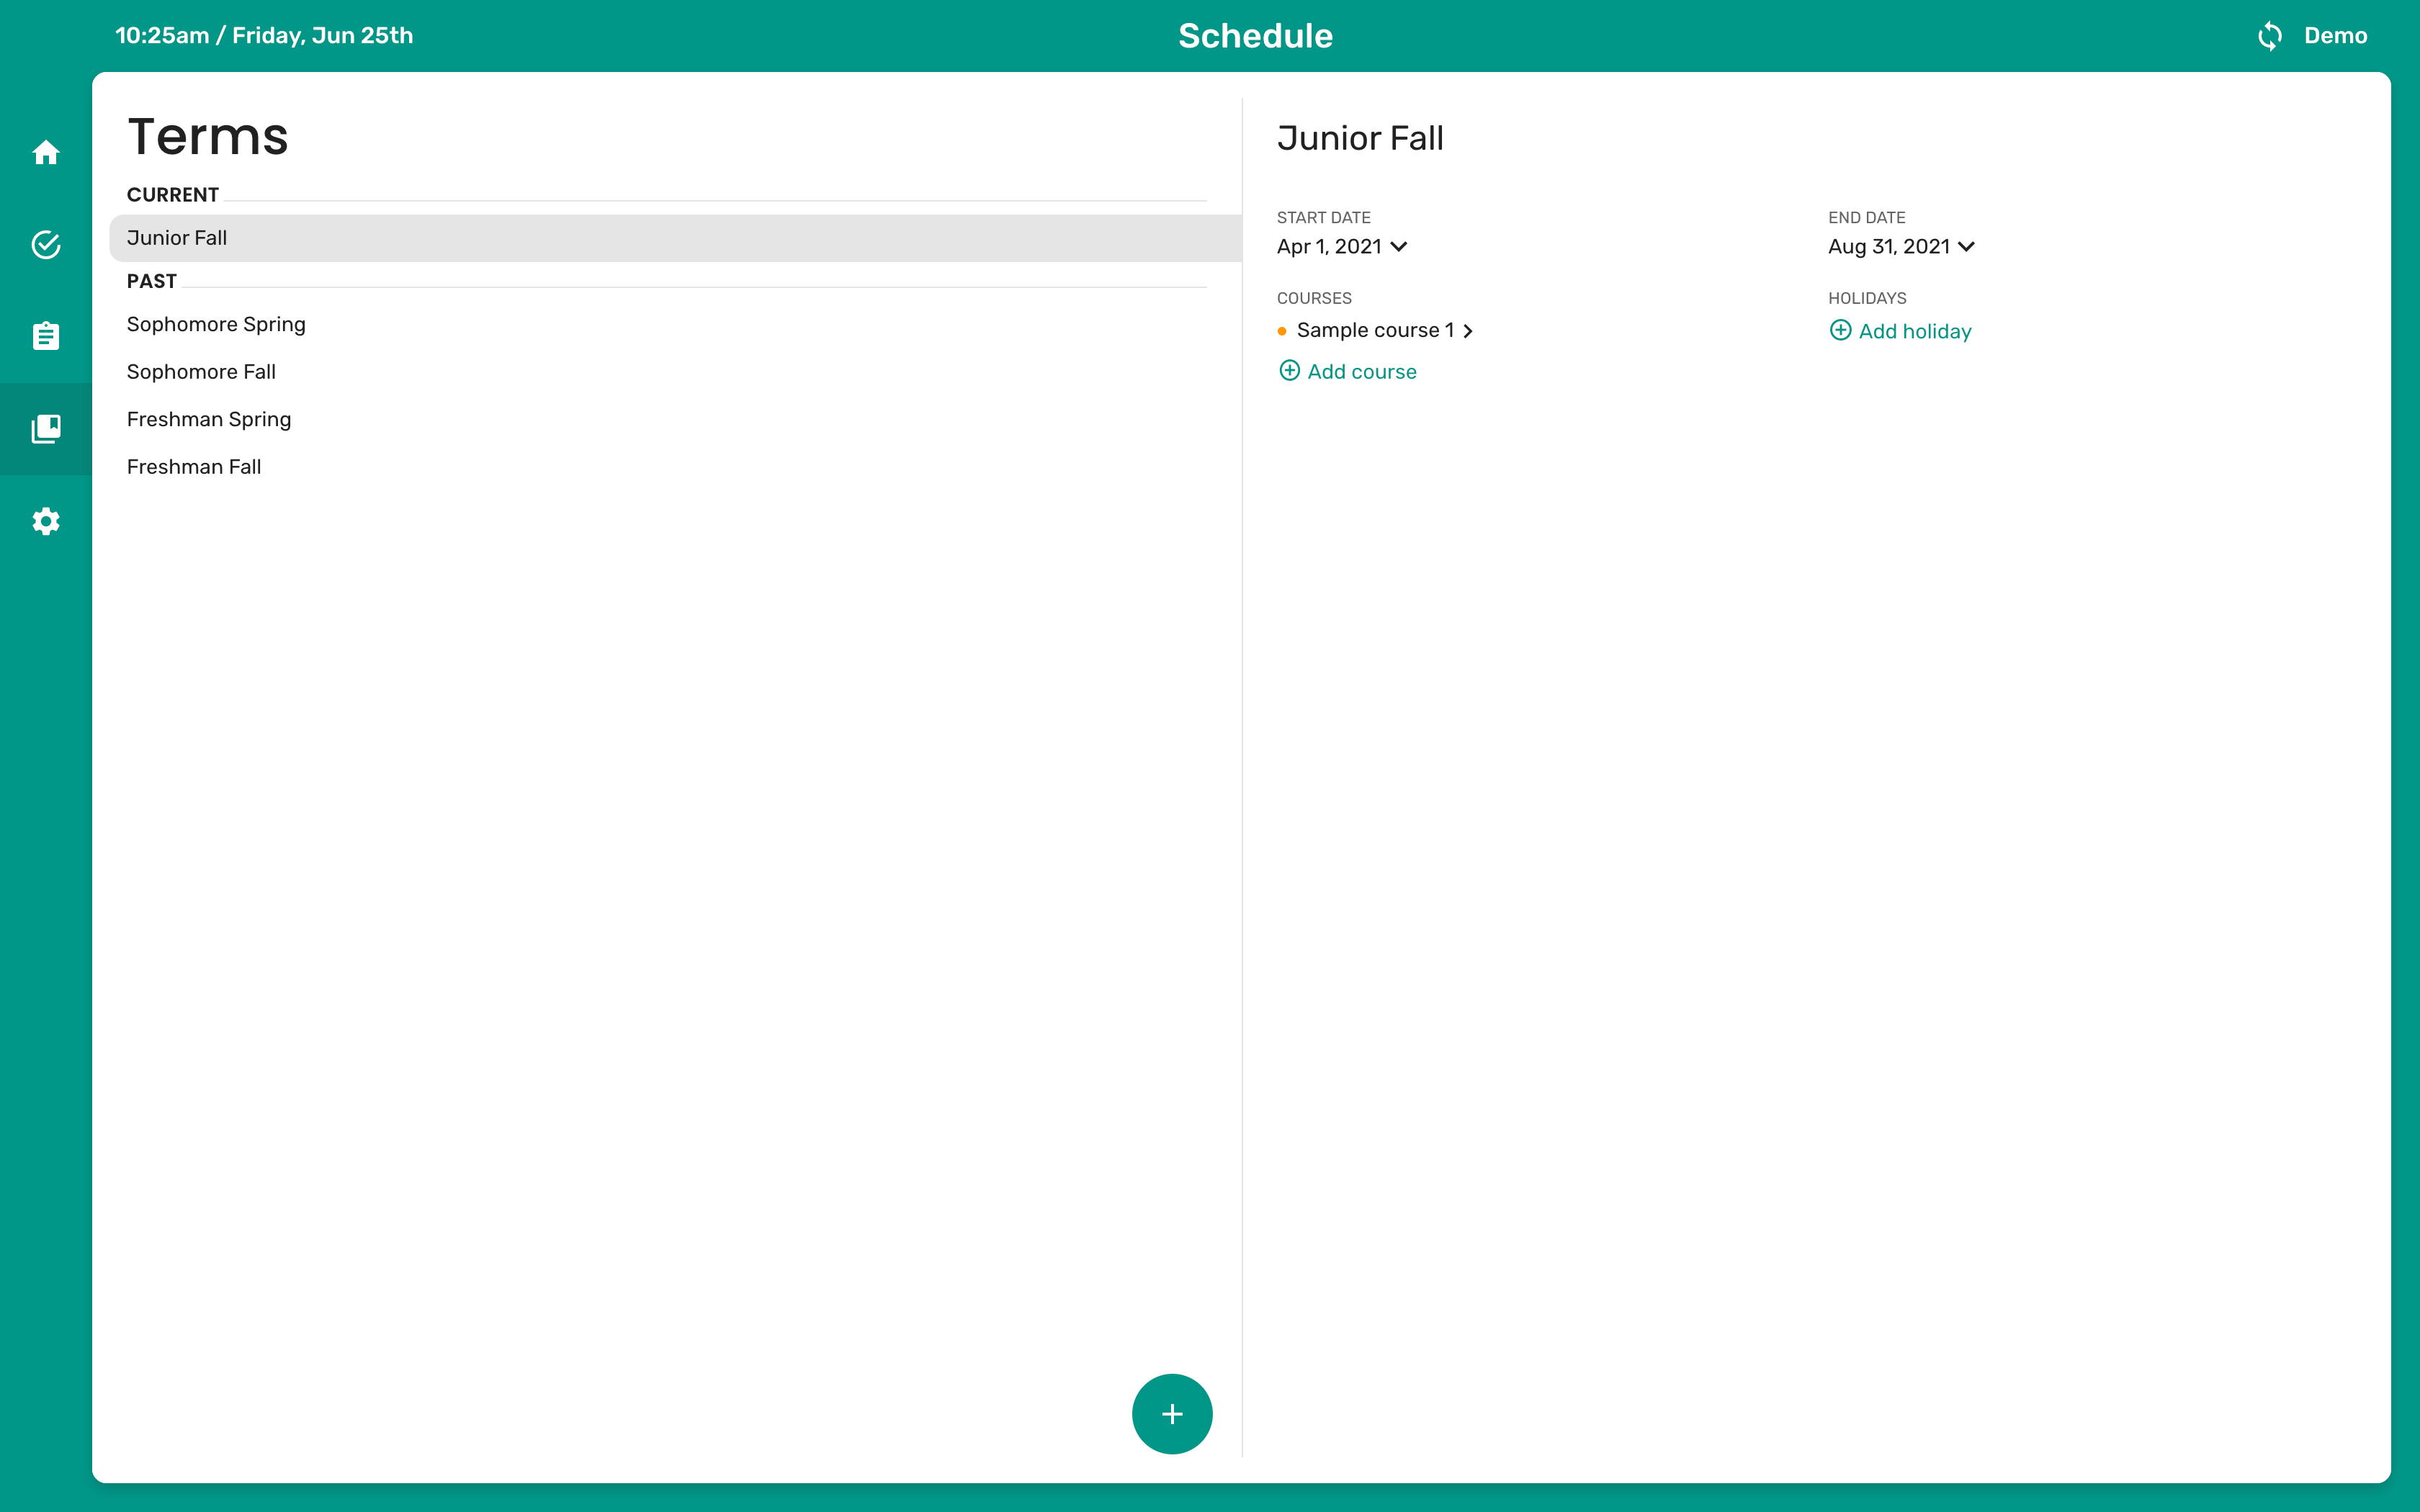 10:25am / Friday, Jun 25th
Schedule
Demo
Terms
CURRENT
Junior Fall
PAST
Sophomore Spring
Sophomore Fall
Freshman Spring
Freshman Fall
Junior Fall
START DATE
Apr 1, 2021
END DATE
Aug 31, 2021
COURSES
Sample course 1
Add course
HOLIDAYS
Add holiday